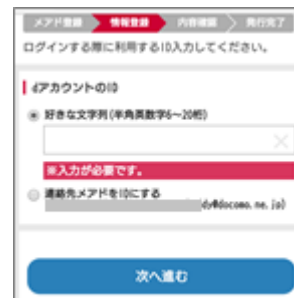 メアド登録 情報登録 内容確認 発行完了
ログインする際に利用するID入力してください。
dアカウントのID
好きな文字列(半角英数字6~20桁)
※入力が必要です。
連絡先メアドをIDにする
dy@docomo.ne.jp)
次へ進む